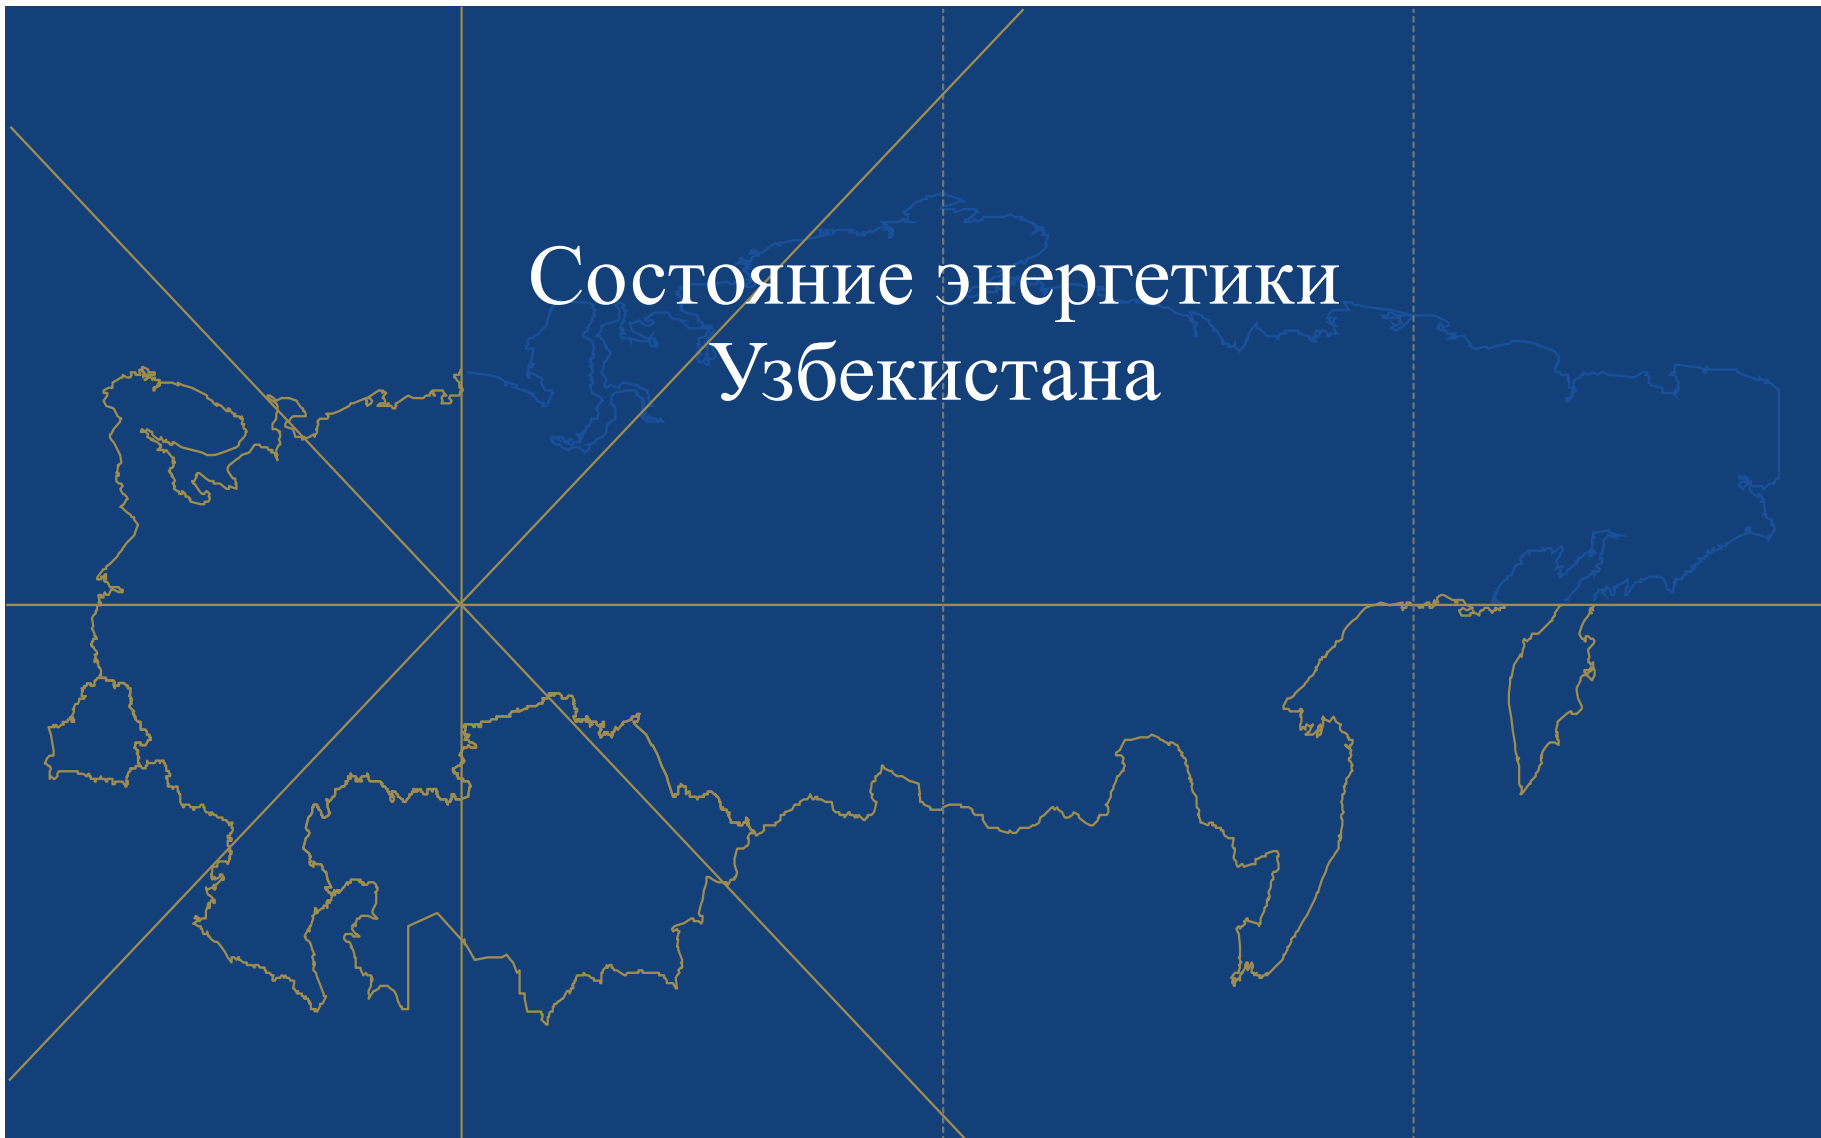 Состояние энергетики
Узбекистана